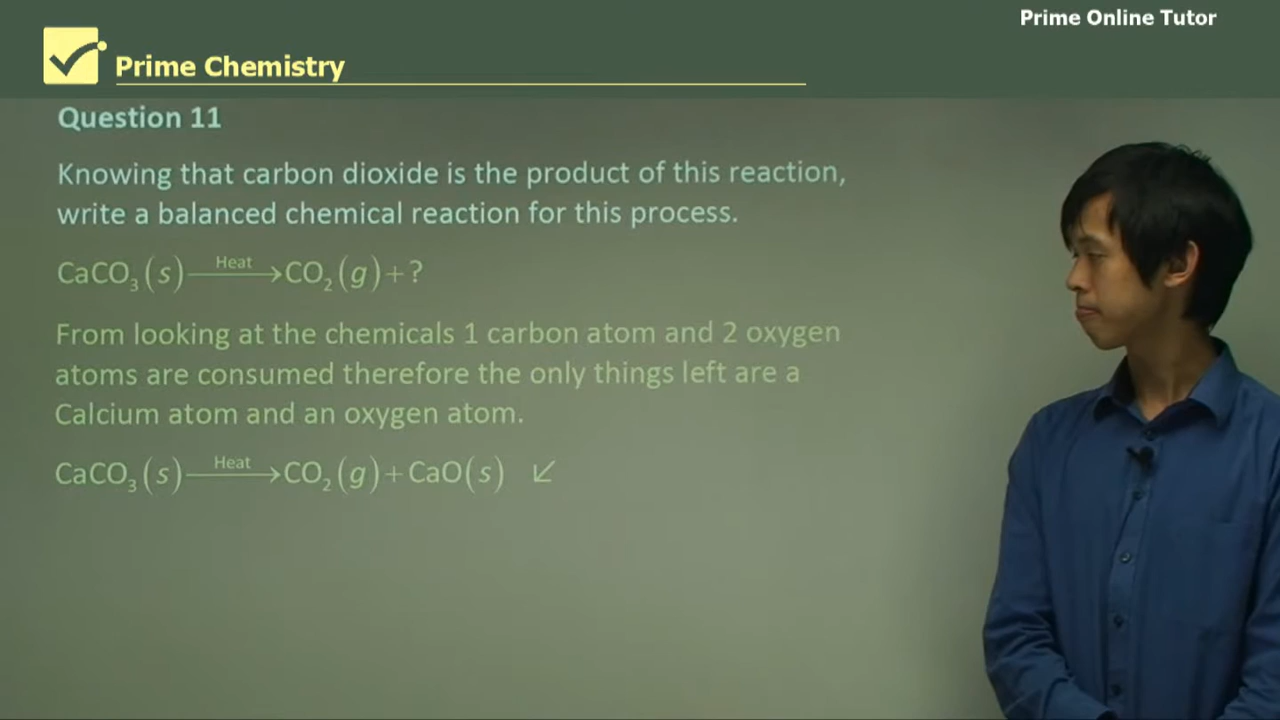 Prime Online Tutor
Prime Chemistry
Question 11
Knowing that carbon dioxide is the product of this reaction,
write a balanced chemical reaction for this process.
CaCO₃(s) —Heat→ CO₂(g)+?
From looking at the chemicals 1 carbon atom and 2 oxygen
atoms are consumed therefore the only things left are a
Calcium atom and an oxygen atom.
CaCO₃(s) —Heat→ CO₂(g)+CaO(s) ↙